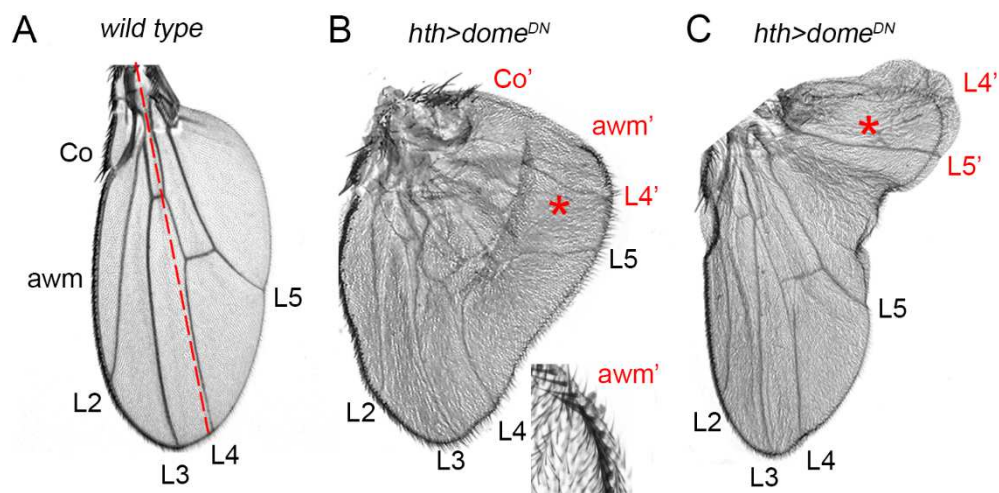 A
wild type
Co
awm
L2
L3
L4
L5
B
hth>dome^DN
Co'
awm'
L4'
*
L5
L2
L3
L4
awm'
C
hth>dome^DN
L4'
*
L5'
L5
L2
L3
L4